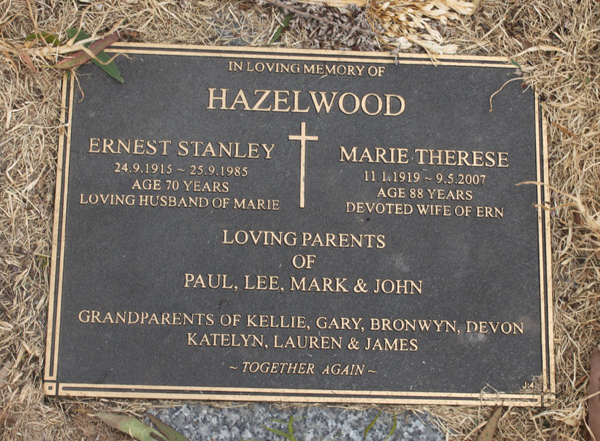 IN LOVING MEMORY OF
HAZELWOOD
ERNEST STANLEY
24.9.1915 ~ 25.9.1985
AGE 70 YEARS
LOVING HUSBAND OF MARIE
MARIE THERESE
11 1.1919 ~ 9.5.2007
AGE 88 YEARS
DEVOTED WIFE OF ERN
LOVING PARENTS
OF
PAUL, LEE, MARK & JOHN
GRANDPARENTS OF KELLIE, GARY, BRONWYN, DEVON
KATELYN, LAUREN & JAMES
~ TOGETHER AGAIN ~